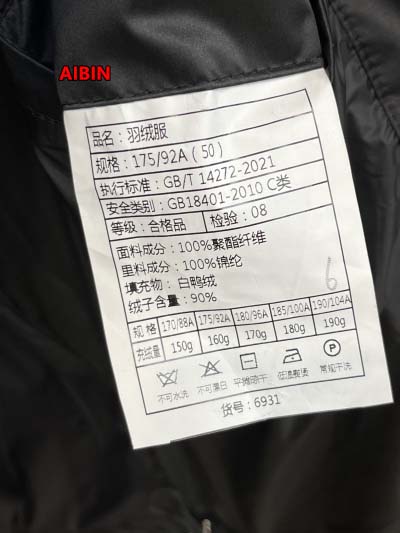 AIBIN
品名：羽绒服
规格：175/92A（50）
执行标准：GB/T 14272-2021
安全类别：GB18401-2010 C类
等级：合格品 检验：08
面料成分：100%聚酯纤维
里料成分：100%锦纶
填充物：白鸭绒
绒子含量：90%
6
规格 170/88A 175/92A 180/96A 185/100A 190/104A
充绒量 150g 160g 170g 180g 190g
P
不可水洗 不可漂白 平摊晾干 低温熨烫 常规干洗
货号：6931